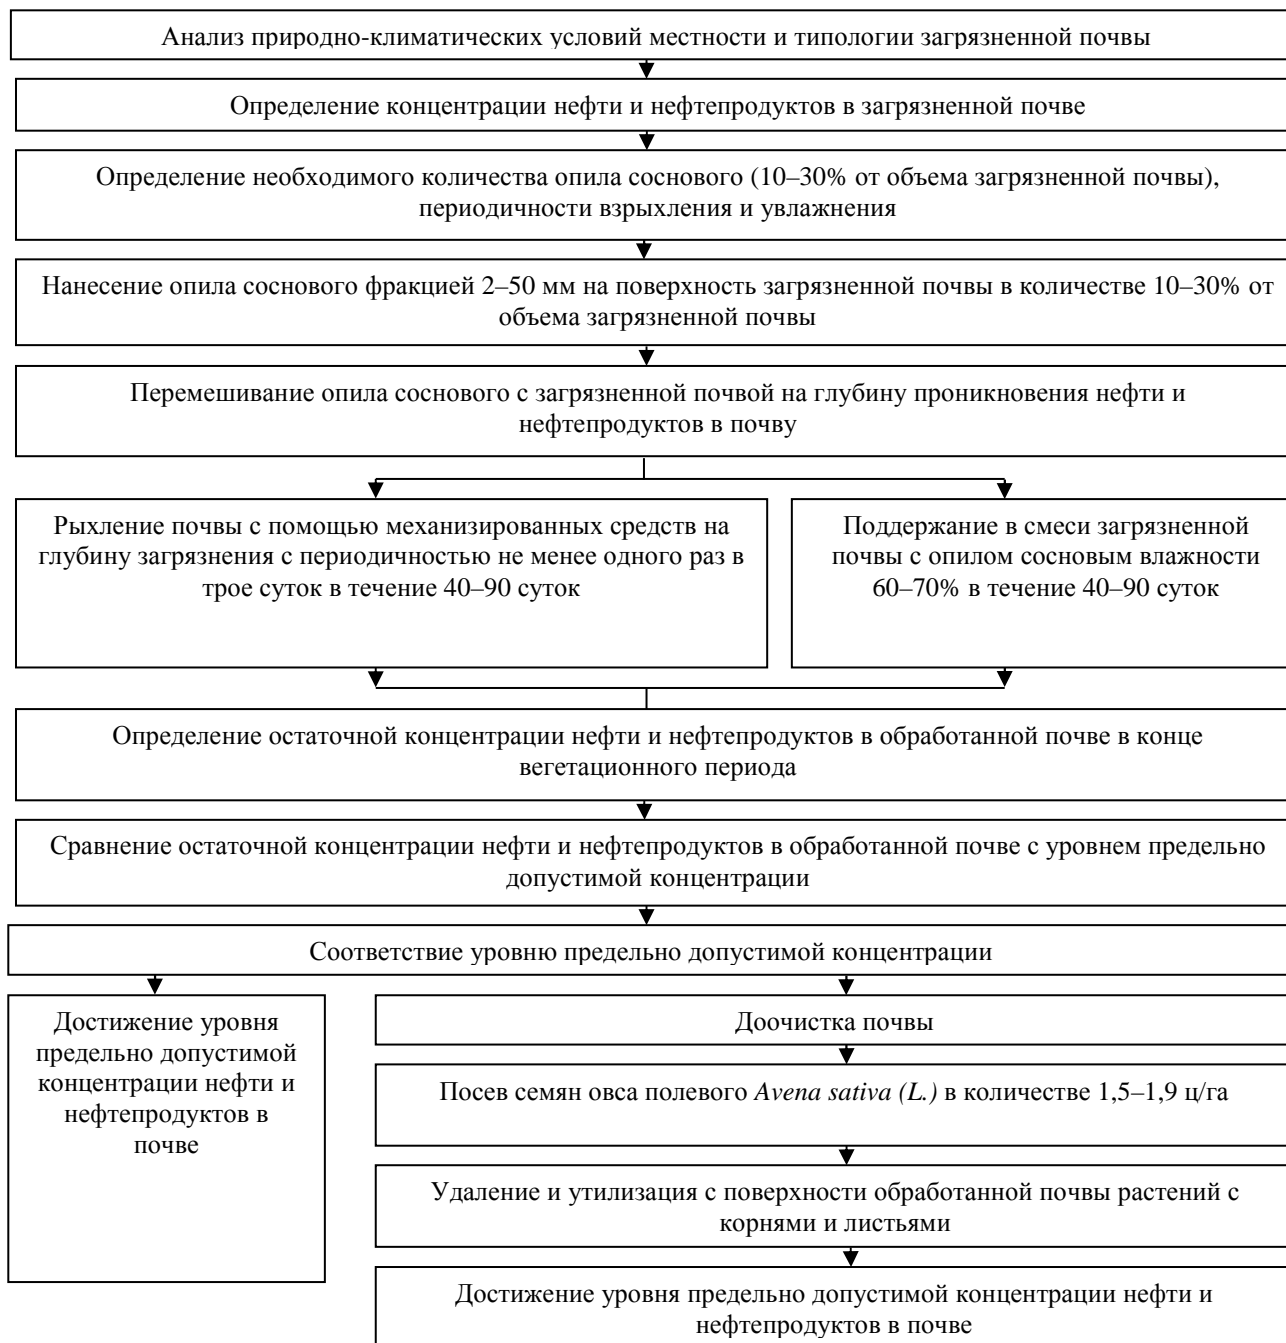 Анализ природно-климатических условий местности и типологии загрязненной почвы
Определение концентрации нефти и нефтепродуктов в загрязненной почве
Определение необходимого количества опила соснового (10–30% от объема загрязненной почвы),
периодичности взрыхления и увлажнения
Нанесение опила соснового фракцией 2–50 мм на поверхность загрязненной почвы в количестве 10–30% от
объема загрязненной почвы
Перемешивание опила соснового с загрязненной почвой на глубину проникновения нефти и
нефтепродуктов в почву
Рыхление почвы с помощью механизированных средств на
глубину загрязнения с периодичностью не менее одного раз в
трое суток в течение 40–90 суток
Поддержание в смеси загрязненной
почвы с опилом сосновым влажности
60–70% в течение 40–90 суток
Определение остаточной концентрации нефти и нефтепродуктов в обработанной почве в конце
вегетационного периода
Сравнение остаточной концентрации нефти и нефтепродуктов в обработанной почве с уровнем предельно
допустимой концентрации
Соответствие уровню предельно допустимой концентрации
Достижение уровня
предельно допустимой
концентрации нефти и
нефтепродуктов в
почве
Доочистка почвы
Посев семян овса полевого Avena sativa (L.) в количестве 1,5–1,9 ц/га
Удаление и утилизация с поверхности обработанной почвы растений с
корнями и листьями
Достижение уровня предельно допустимой концентрации нефти и
нефтепродуктов в почве